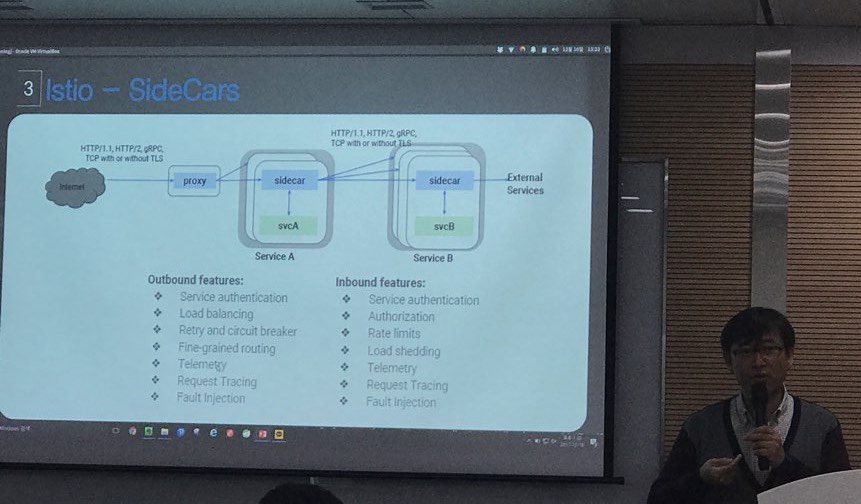 Oracle VM VirtualBox
3 Istio – SideCars
HTTP/1.1, HTTP/2, gRPC,
TCP with or without TLS
HTTP/1.1, HTTP/2, gRPC,
TCP with or without TLS
Internet
proxy
sidecar
svcA
Service A
sidecar
svcB
Service B
External
Services
Outbound features:
❖ Service authentication
❖ Load balancing
❖ Retry and circuit breaker
❖ Fine-grained routing
❖ Telemetry
❖ Request Tracing
❖ Fault Injection
Inbound features:
❖ Service authentication
❖ Authorization
❖ Rate limits
❖ Load shedding
❖ Telemetry
❖ Request Tracing
❖ Fault Injection